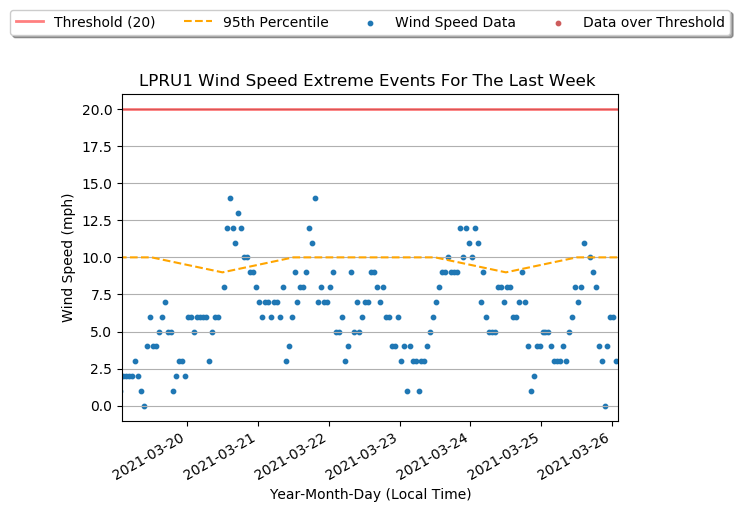 Threshold (20) 95th Percentile Wind Speed Data Data over Threshold
LPRU1 Wind Speed Extreme Events For The Last Week
20.0
17.5
15.0
12.5
10.0
7.5
5.0
2.5
0.0
Wind Speed (mph)
2021-03-20 2021-03-21 2021-03-22 2021-03-23 2021-03-24 2021-03-25 2021-03-26
Year-Month-Day (Local Time)